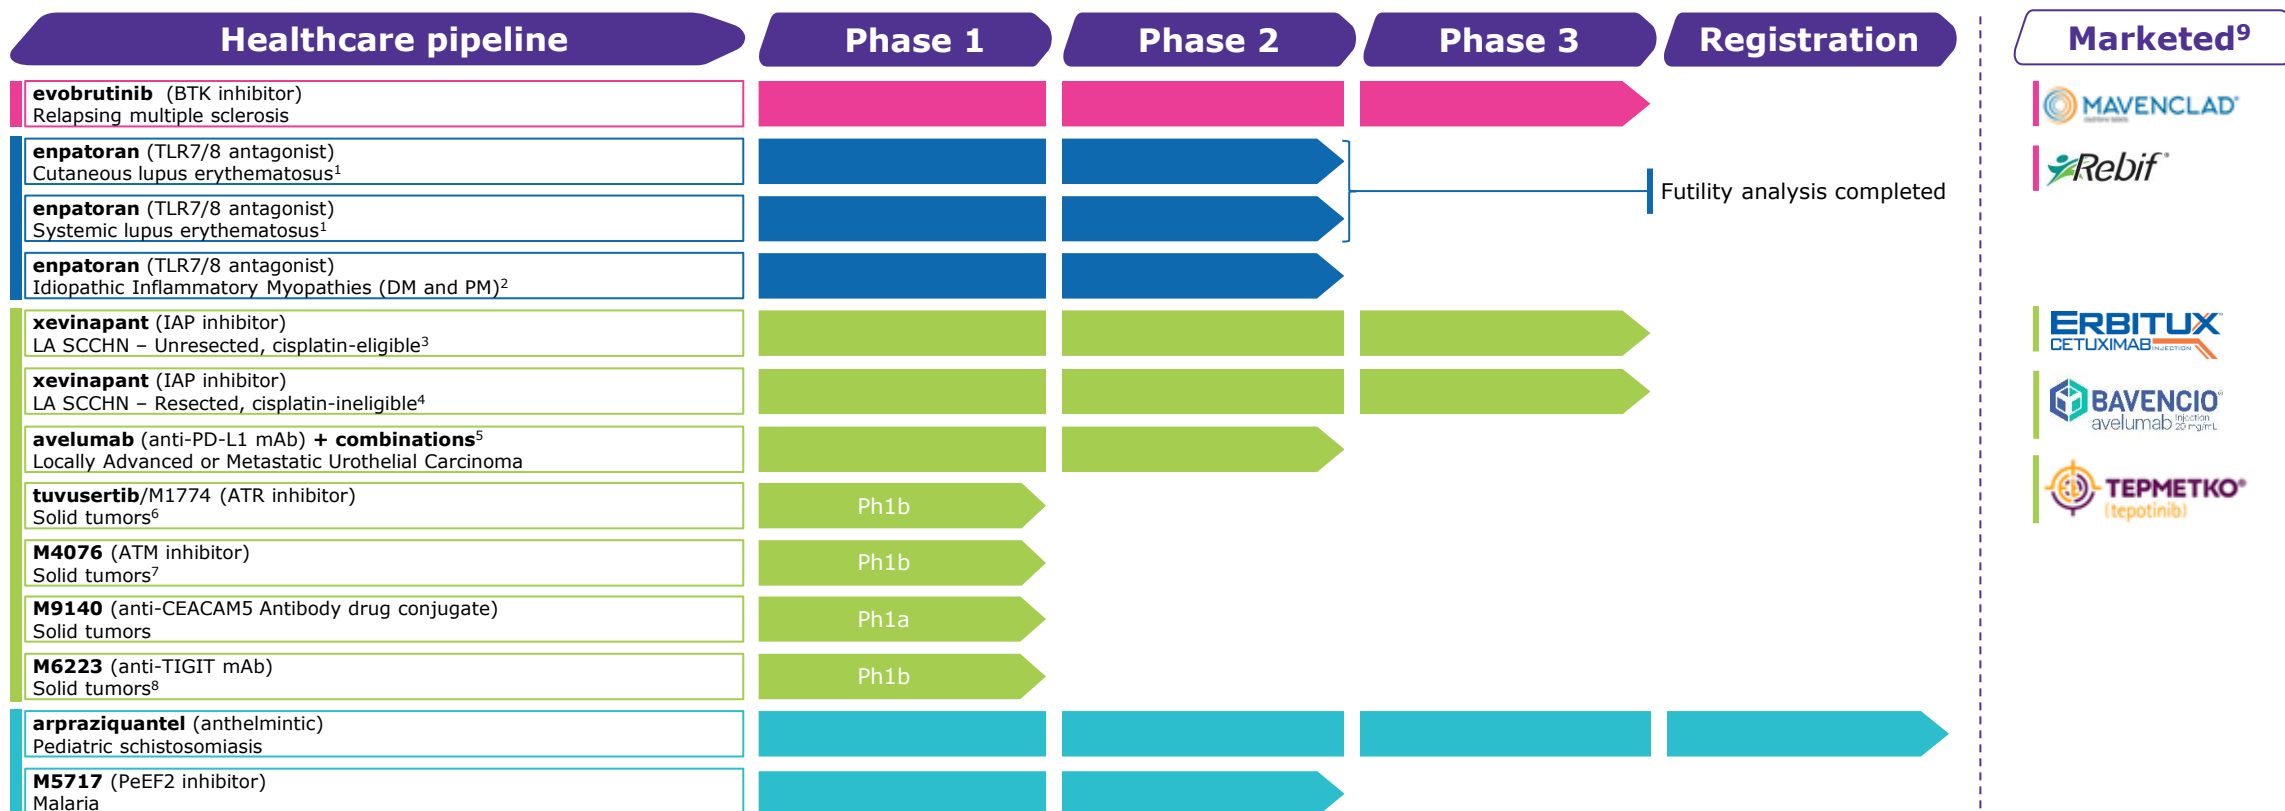 Healthcare pipeline
Phase 1
Phase 2
Phase 3
Registration
Marketed⁹
evobrutinib (BTK inhibitor)
Relapsing multiple sclerosis
MAVENCLAD®
enpatoran (TLR7/8 antagonist)
Cutaneous lupus erythematosus¹
Rebif®
enpatoran (TLR7/8 antagonist)
Systemic lupus erythematosus¹
Futility analysis completed
enpatoran (TLR7/8 antagonist)
Idiopathic Inflammatory Myopathies (DM and PM)²
xevinapant (IAP inhibitor)
LA SCCHN – Unresected, cisplatin-eligible³
ERBITUX
CETUXIMAB INJECTION
xevinapant (IAP inhibitor)
LA SCCHN – Resected, cisplatin-ineligible⁴
BAVENCIO®
avelumab Injection
20 mg/mL
avelumab (anti-PD-L1 mAb) + combinations⁵
Locally Advanced or Metastatic Urothelial Carcinoma
tuvusertib/M1774 (ATR inhibitor)
Solid tumors⁶
Ph1b
TEPMETKO®
(tepotinib)
M4076 (ATM inhibitor)
Solid tumors⁷
Ph1b
M9140 (anti-CEACAM5 Antibody drug conjugate)
Solid tumors
Ph1a
M6223 (anti-TIGIT mAb)
Solid tumors⁸
Ph1b
arpraziquantel (anthelmintic)
Pediatric schistosomiasis
M5717 (PeEF2 inhibitor)
Malaria